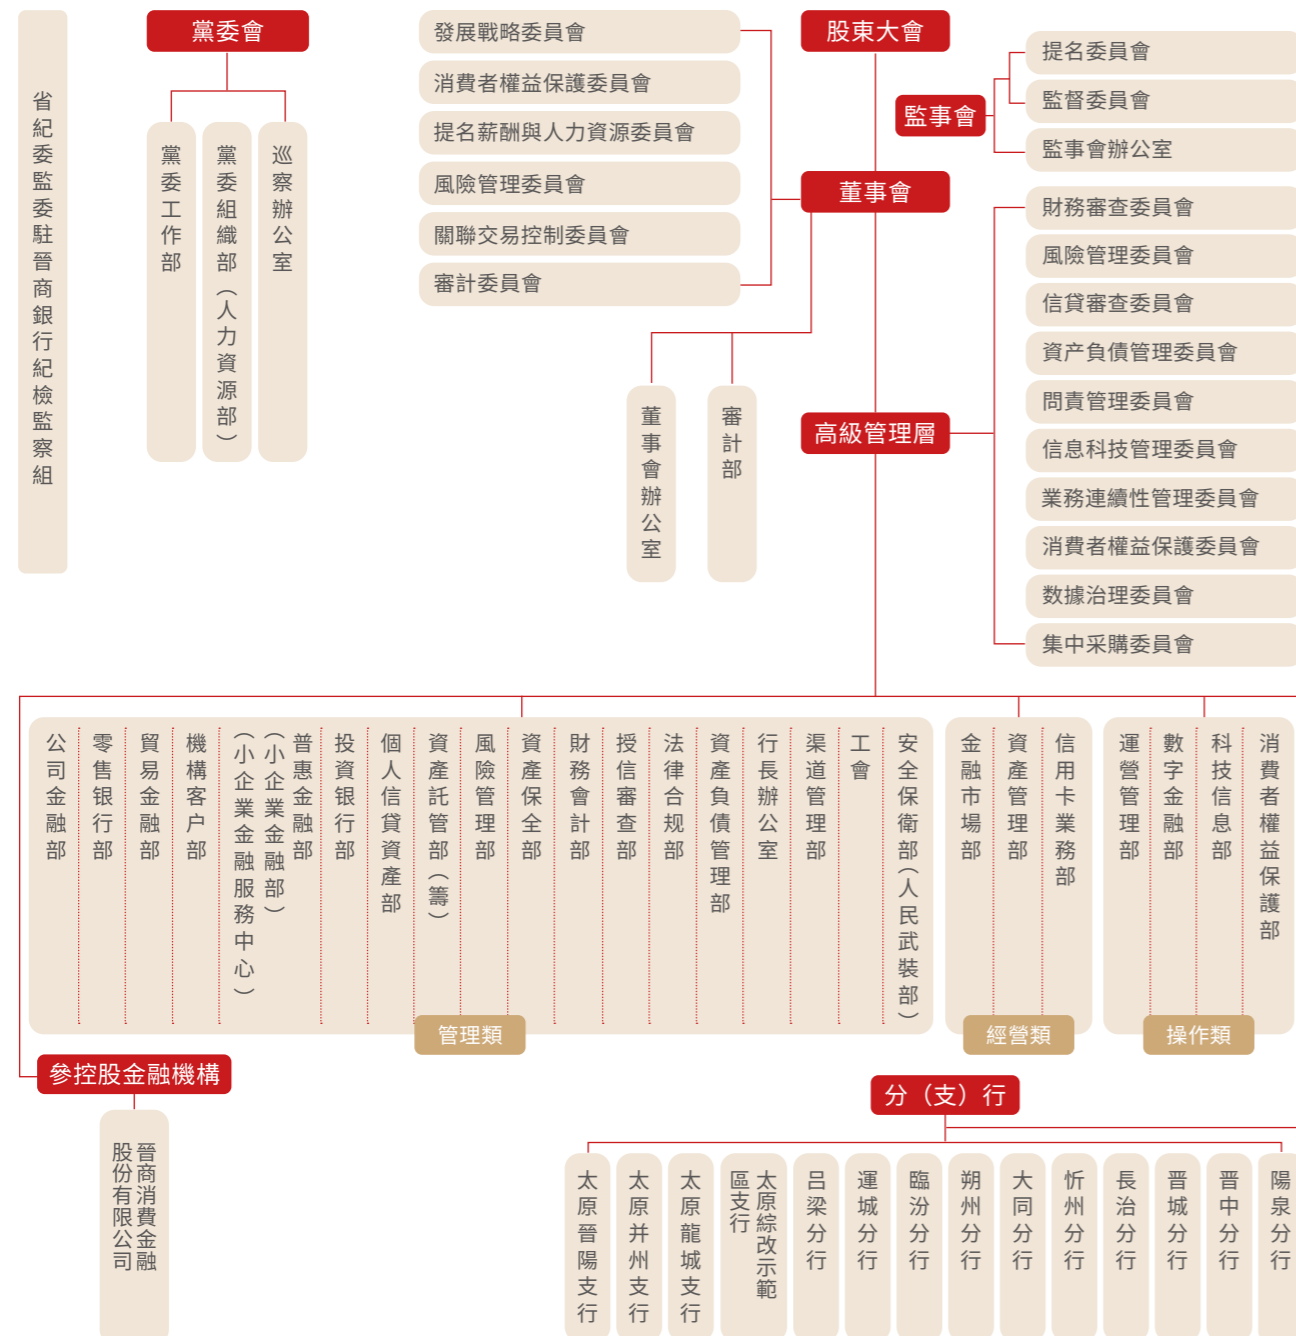 省紀委監委駐晉商銀行紀檢監察組
黨委會
黨委工作部
黨委組織部（人力資源部）
巡察辦公室
發展戰略委員會
消費者權益保護委員會
提名薪酬與人力資源委員會
風險管理委員會
關聯交易控制委員會
審計委員會
股東大會
監事會
提名委員會
監督委員會
監事會辦公室
董事會
董事會辦公室
審計部
高級管理層
財務審查委員會
風險管理委員會
信貸審查委員會
資产負債管理委員會
問責管理委員會
信息科技管理委員會
業務連續性管理委員會
消費者權益保護委員會
数據治理委員會
集中采購委員會
公司金融部
零售银行部
貿易金融部
機構客户部
普惠金融部
（小企業金融部）
（小企業金融服務中心）
投資银行部
個人信貸資產部
資產託管部（籌）
風險管理部
資產保全部
財務會計部
授信審查部
法律合规部
資產負債管理部
行長辦公室
渠道管理部
工會
安全保衛部（人民武裝部）
管理類
金融市場部
資產管理部
信用卡業務部
經營類
運營管理部
數字金融部
科技信息部
消費者權益保護部
操作類
參控股金融機構
晉商消費金融
股份有限公司
分（支）行
太原晉陽支行
太原并州支行
太原龍城支行
太原綜改示範
區支行
吕梁分行
運城分行
臨汾分行
朔州分行
大同分行
忻州分行
長治分行
晋城分行
晋中分行
陽泉分行